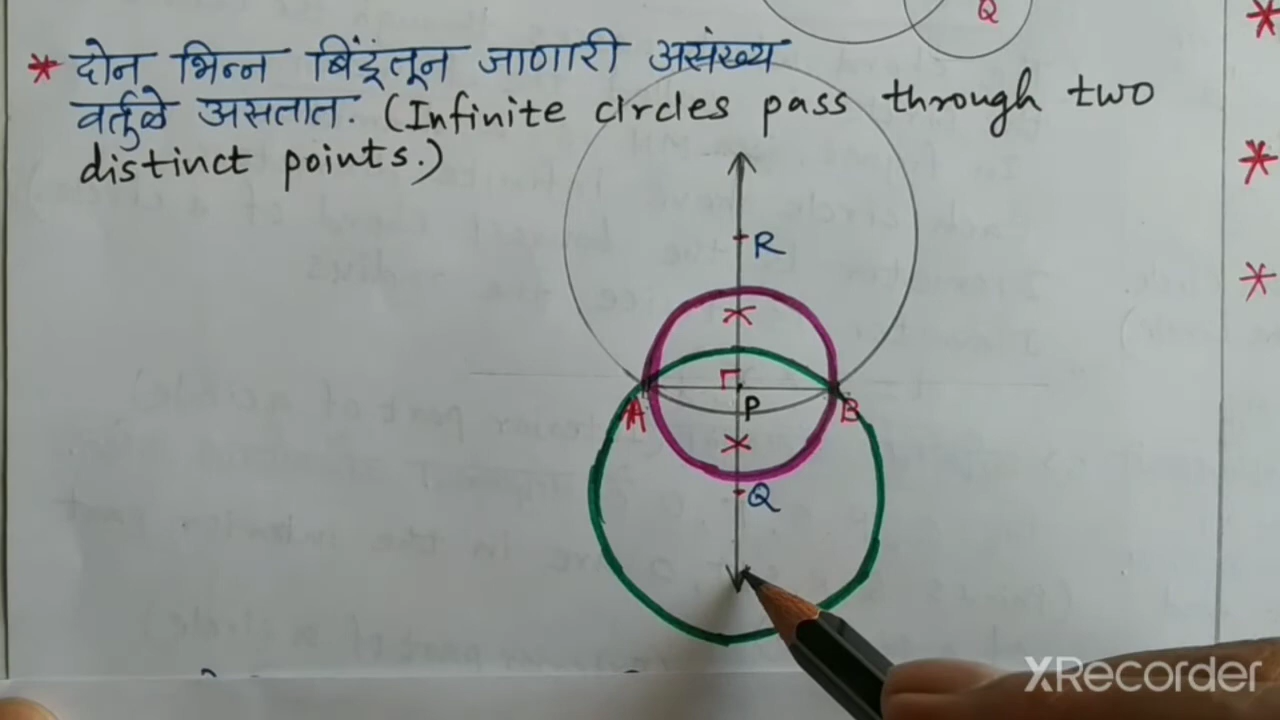 Q
* दोन भिन्न बिंदूंतून जाणारी असंख्य
वर्तुळे असतात. (Infinite circles pass through two
distinct points.)
R
A P B
Q
XRecorder